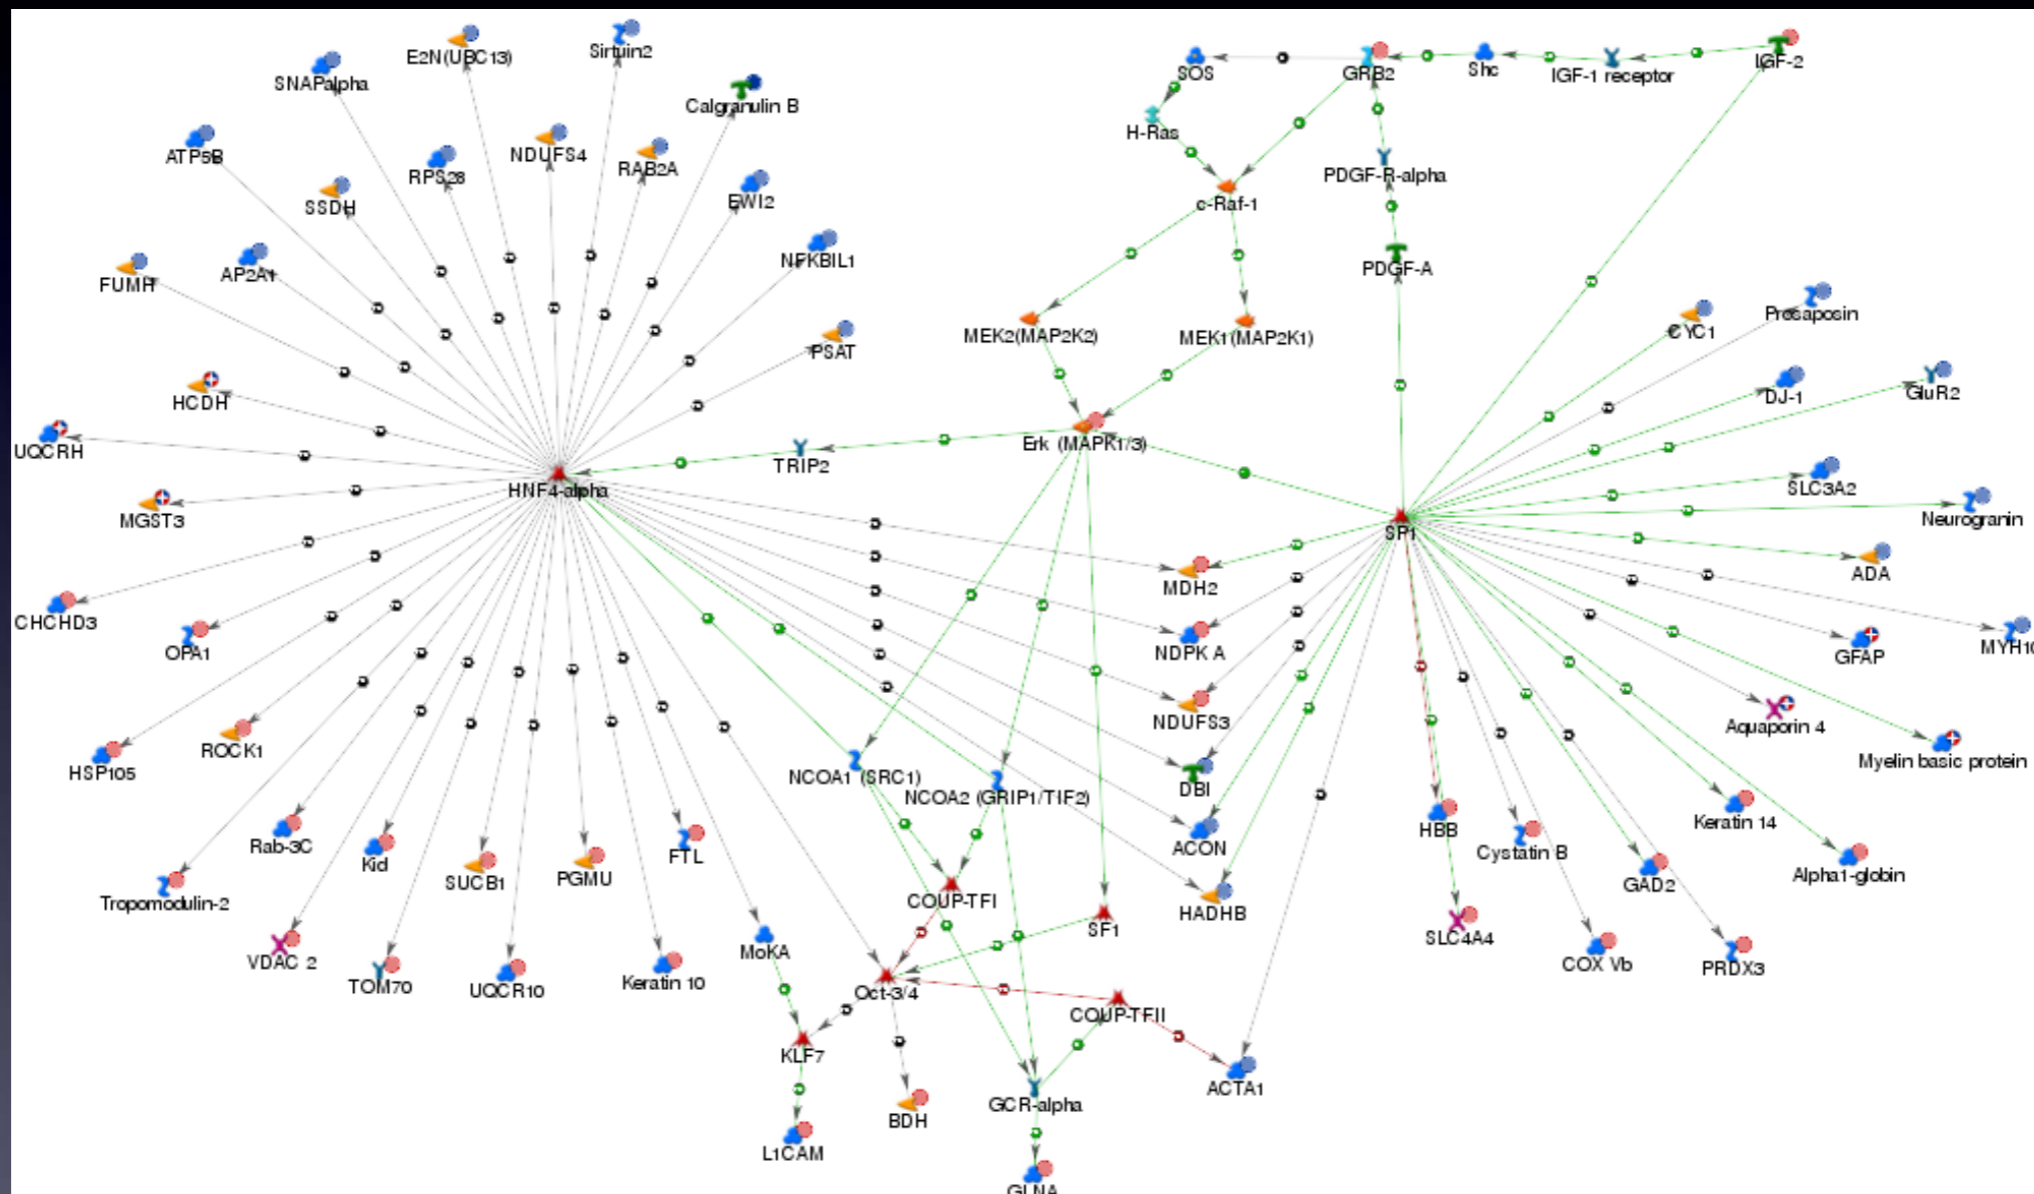 E2N(UBC13)
Sirtuin2
SNAPalpha
Calgranulin B
SOS
GRB2
Shc
IGF-1 receptor
IGF-2
H-Ras
ATP5B
RPS28
NDUFS4
RAB2A
PDGF-R-alpha
SSDH
EWI2
c-Raf-1
FUMH
AP2A1
NFKBIL1
PDGF-A
Prosaposin
CYC1
MEK2(MAP2K2)
MEK1(MAP2K1)
PSAT
HCDH
DJ-1
GluR2
UQCRH
Erk (MAPK1/3)
TRIP2
HNF4-alpha
SLC3A2
MGST3
Neurogranin
SP1
ADA
MDH2
CHCHD3
OPA1
NDPK A
GFAP
MYH10
NDUFS3
Aquaporin 4
ROCK1
HSP105
NCOA1 (SRC1)
NCOA2 (GRIP1/TIF2)
DBI
Myelin basic protein
Keratin 14
HBB
Rab-3C
Kid
SUCB1
PGMU
FTL
ACON
Cystatin B
GAD2
Alpha1-globin
Tropomodulin-2
COUP-TFI
HADHB
SF1
SLC4A4
VDAC 2
TOM70
UQCR10
Keratin 10
MoKA
COX Vb
PRDX3
Oct-3/4
COUP-TFII
KLF7
ACTA1
GCR-alpha
BDH
L1CAM